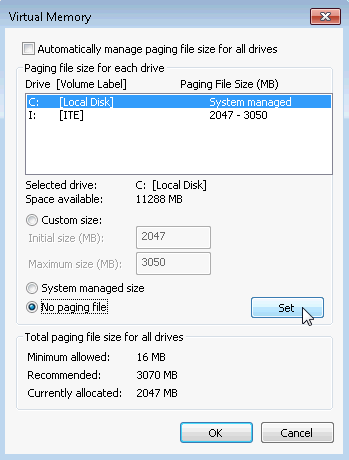 Virtual Memory
Automatically manage paging file size for all drives
Paging file size for each drive
Drive [Volume Label] Paging File Size (MB)
C: [Local Disk] System managed
I: [ITE] 2047 - 3050
Selected drive: C: [Local Disk]
Space available: 11288 MB
Custom size:
Initial size (MB): 2047
Maximum size (MB): 3050
System managed size
No paging file Set
Total paging file size for all drives
Minimum allowed: 16 MB
Recommended: 3070 MB
Currently allocated: 2047 MB
OK Cancel